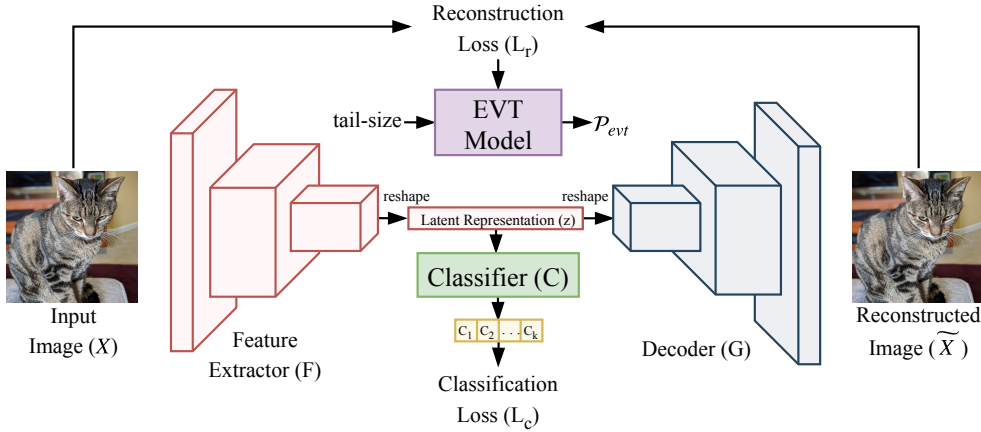 Reconstruction
Loss (Lr)
tail-size
EVT
Model
𝒫evt
reshape
Latent Representation (z)
reshape
Classifier (C)
C1 C2 . . . Ck
Classification
Loss (Lc)
Input
Image (X)
Feature
Extractor (F)
Decoder (G)
Reconstructed
Image (X̃)